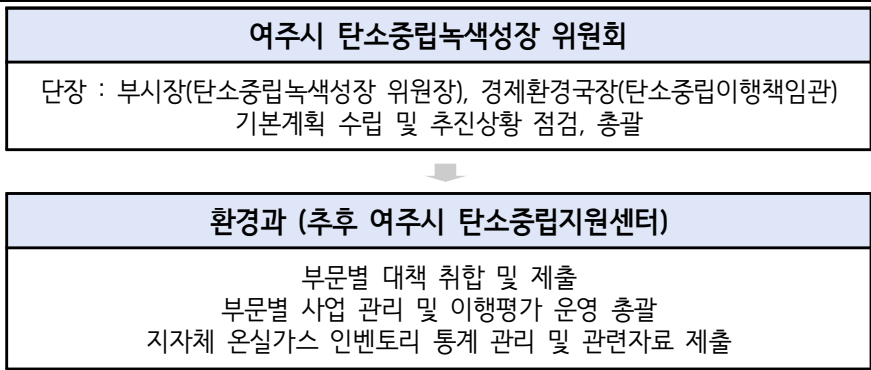 여주시 탄소중립녹색성장 위원회
단장 : 부시장(탄소중립녹색성장 위원장), 경제환경국장(탄소중립이행책임관)
기본계획 수립 및 추진상황 점검, 총괄
환경과 (추후 여주시 탄소중립지원센터)
부문별 대책 취합 및 제출
부문별 사업 관리 및 이행평가 운영 총괄
지자체 온실가스 인벤토리 통계 관리 및 관련자료 제출